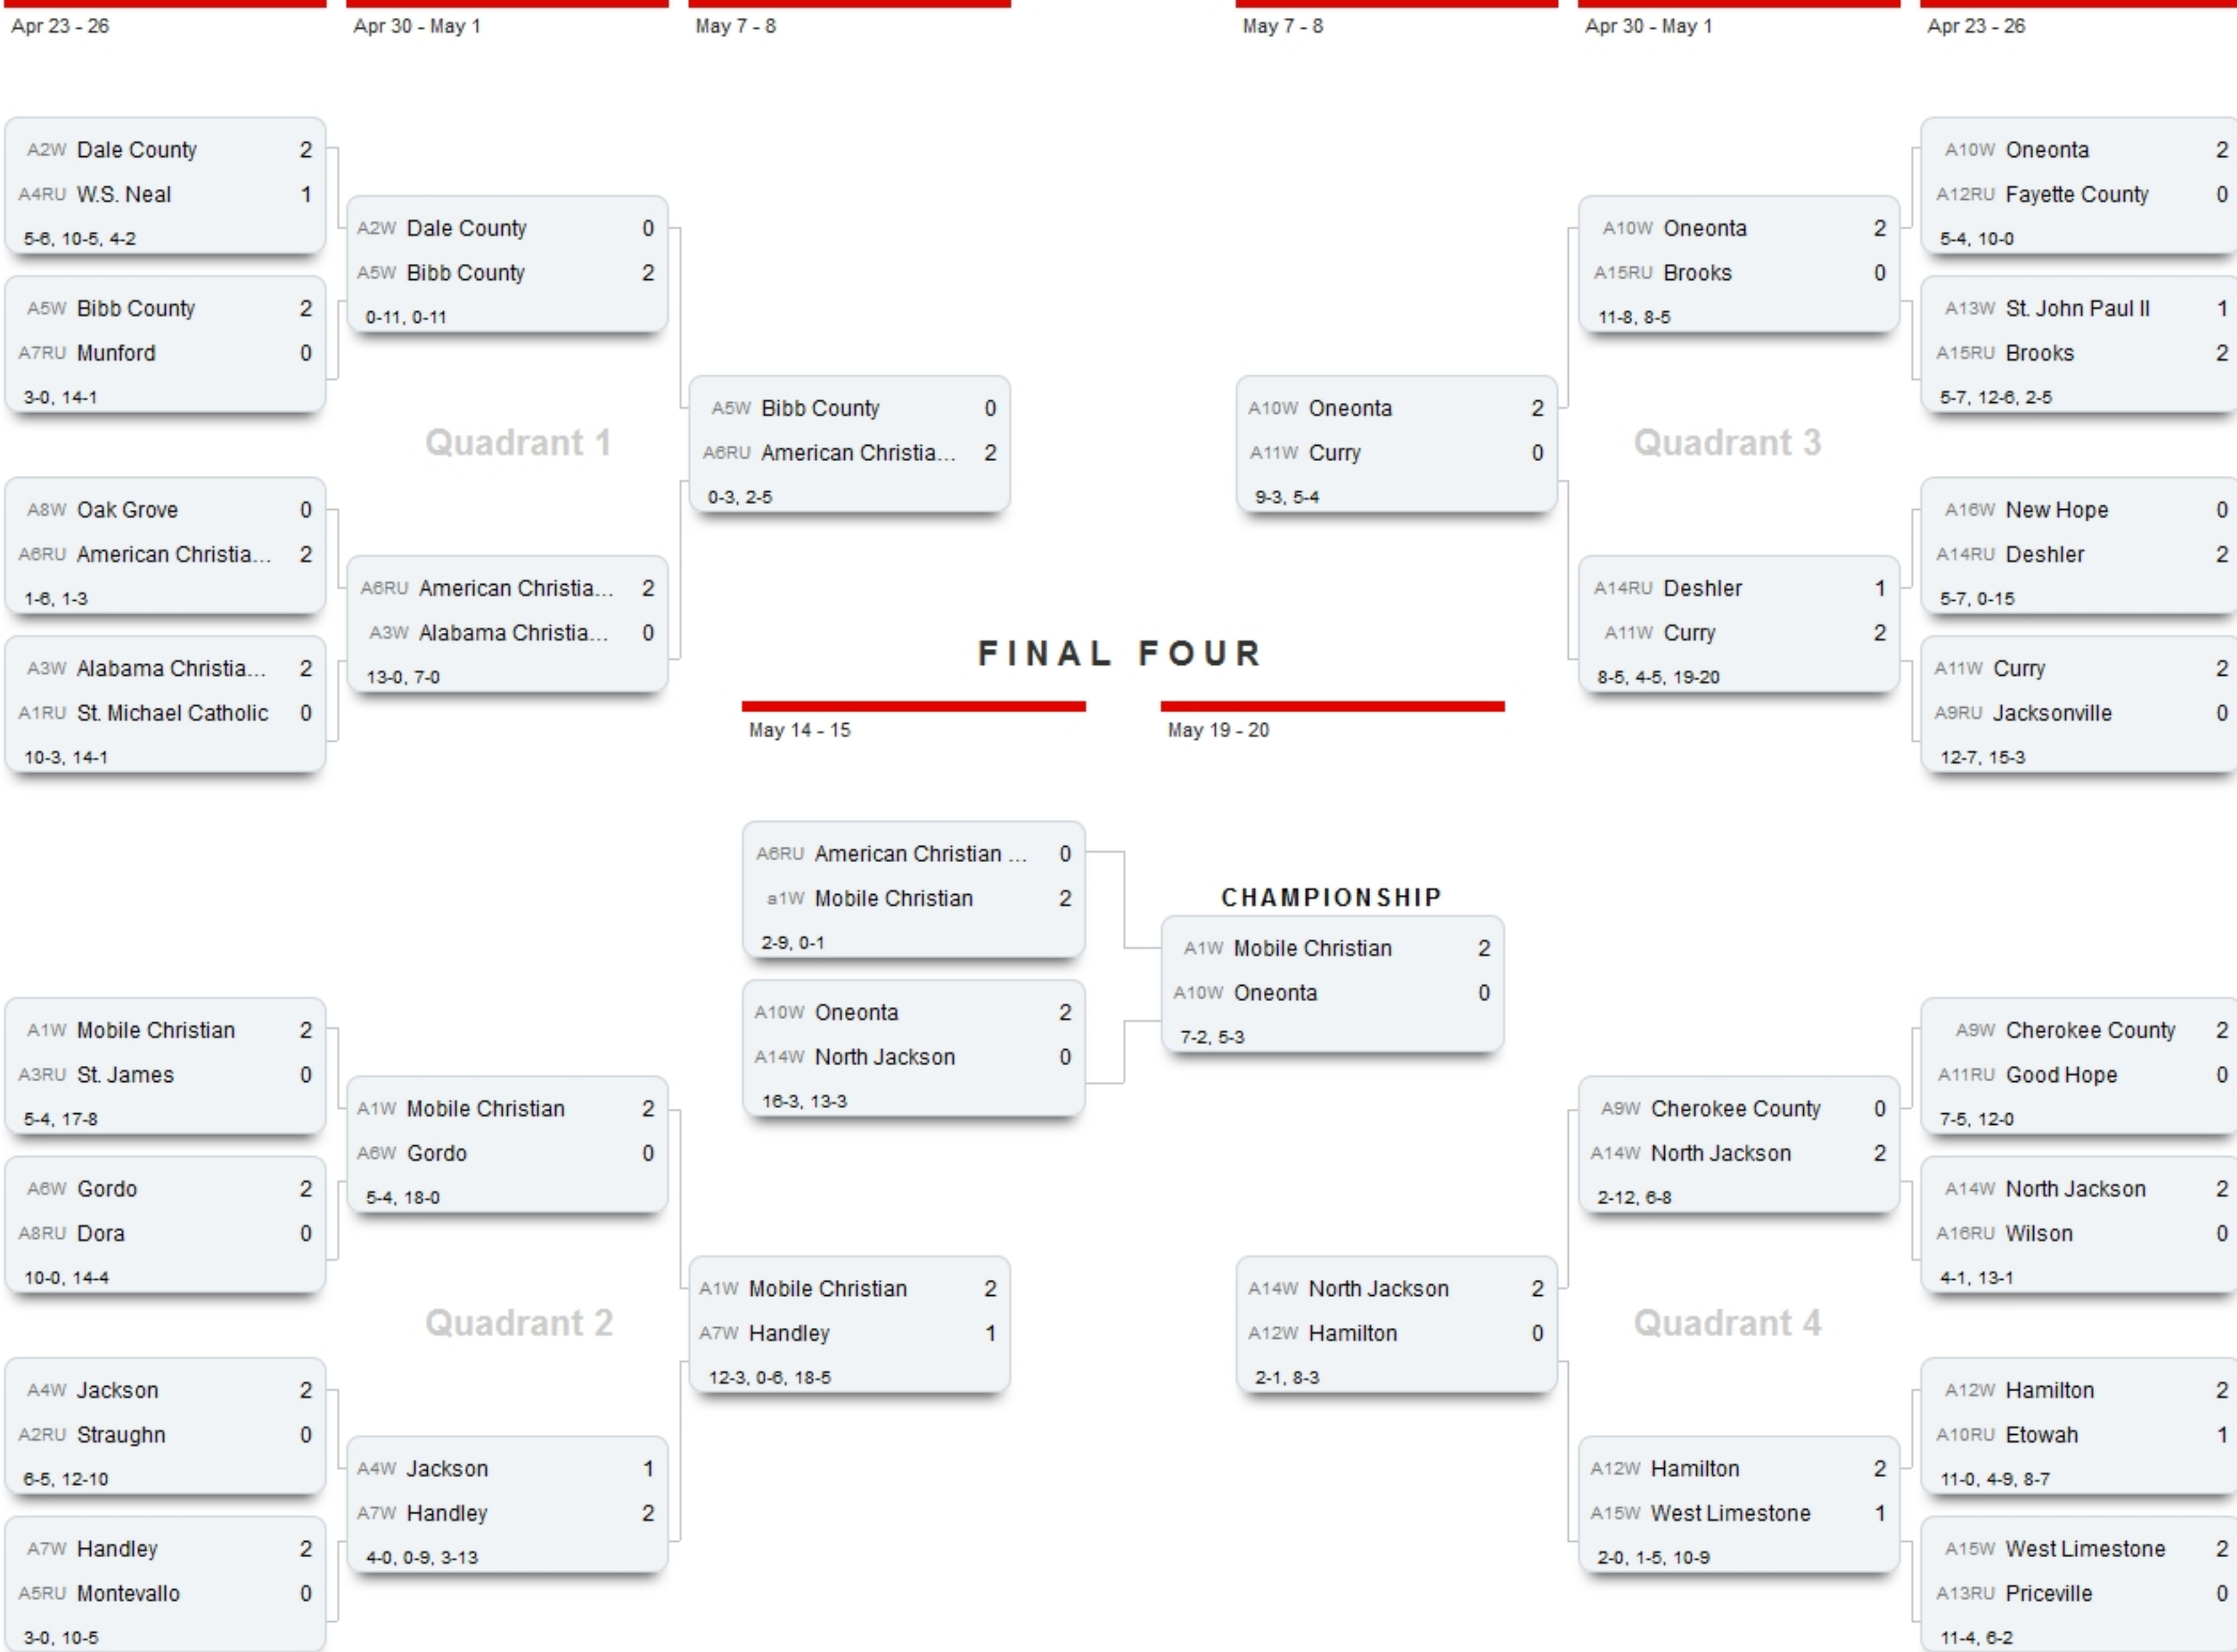 Apr 23 - 26
Apr 30 - May 1
May 7 - 8
May 7 - 8
Apr 30 - May 1
Apr 23 - 26
A2W Dale County 2
A4RU W.S. Neal 1
5-6, 10-5, 4-2
A5W Bibb County 2
A7RU Munford 0
3-0, 14-1
A8W Oak Grove 0
A6RU American Christia... 2
1-6, 1-3
A3W Alabama Christia... 2
A1RU St. Michael Catholic 0
10-3, 14-1
A2W Dale County 0
A5W Bibb County 2
0-11, 0-11
Quadrant 1
A6RU American Christia... 2
A3W Alabama Christia... 0
13-0, 7-0
A5W Bibb County 0
A6RU American Christia... 2
0-3, 2-5
A10W Oneonta 2
A11W Curry 0
9-3, 5-4
A10W Oneonta 2
A15RU Brooks 0
11-8, 8-5
Quadrant 3
A14RU Deshler 1
A11W Curry 2
8-5, 4-5, 19-20
A10W Oneonta 2
A12RU Fayette County 0
5-4, 10-0
A13W St. John Paul II 1
A15RU Brooks 2
5-7, 12-6, 2-5
A16W New Hope 0
A14RU Deshler 2
5-7, 0-15
A11W Curry 2
A9RU Jacksonville 0
12-7, 15-3
FINAL FOUR
May 14 - 15
May 19 - 20
A6RU American Christian ... 0
a1W Mobile Christian 2
2-9, 0-1
A10W Oneonta 2
A14W North Jackson 0
16-3, 13-3
CHAMPIONSHIP
A1W Mobile Christian 2
A10W Oneonta 0
7-2, 5-3
A1W Mobile Christian 2
A3RU St. James 0
5-4, 17-8
A6W Gordo 2
A8RU Dora 0
10-0, 14-4
A4W Jackson 2
A2RU Straughn 0
6-5, 12-10
A7W Handley 2
A5RU Montevallo 0
3-0, 10-5
A1W Mobile Christian 2
A6W Gordo 0
5-4, 18-0
Quadrant 2
A4W Jackson 1
A7W Handley 2
4-0, 0-9, 3-13
A1W Mobile Christian 2
A7W Handley 1
12-3, 0-6, 18-5
A14W North Jackson 2
A12W Hamilton 0
2-1, 8-3
A9W Cherokee County 0
A14W North Jackson 2
2-12, 6-8
Quadrant 4
A12W Hamilton 2
A15W West Limestone 1
2-0, 1-5, 10-9
A9W Cherokee County 2
A11RU Good Hope 0
7-5, 12-0
A14W North Jackson 2
A16RU Wilson 0
4-1, 13-1
A12W Hamilton 2
A10RU Etowah 1
11-0, 4-9, 8-7
A15W West Limestone 2
A13RU Priceville 0
11-4, 6-2